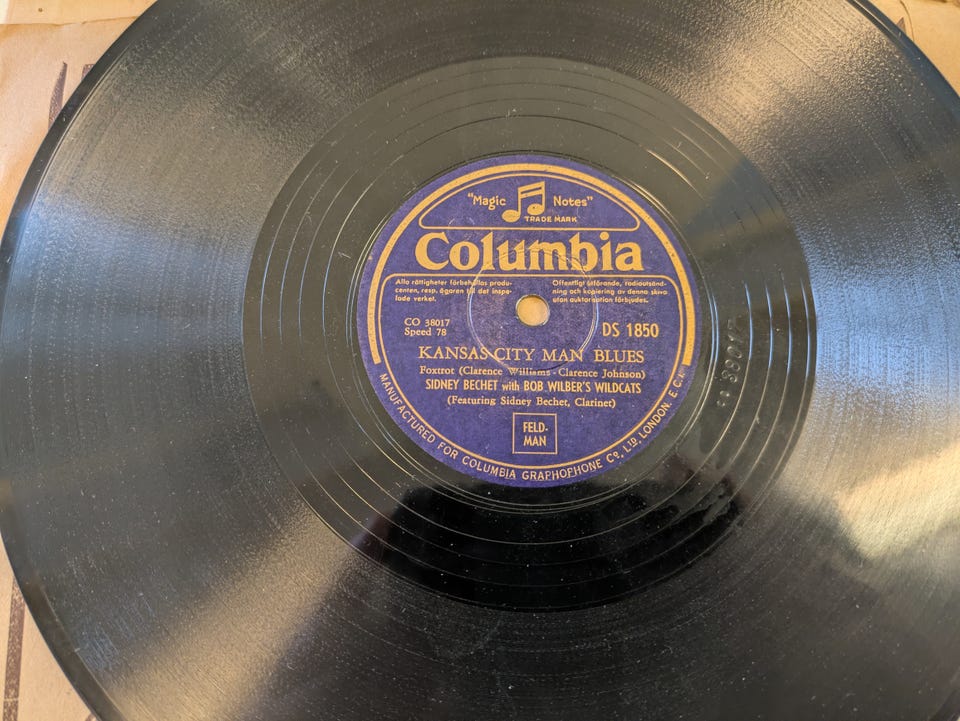 "Magic Notes"
TRADE MARK
Columbia
Alla rättigheter förbehållas produ-
centen, resp. ägaren till det inspe-
lade verket.
Offentligt utförande, radioutsänd-
ning och kopiering av denna skiva
utan auktorisation förbjudes.
CO 38017
Speed 78
DS 1850
KANSAS CITY MAN BLUES
Foxtrot (Clarence Williams - Clarence Johnson)
SIDNEY BECHET with BOB WILBER'S WILDCATS
(Featuring Sidney Bechet, Clarinet)
FELD-
MAN
MANUFACTURED FOR COLUMBIA GRAPHOPHONE Co., LTD, LONDON. E.C.
CO 38017